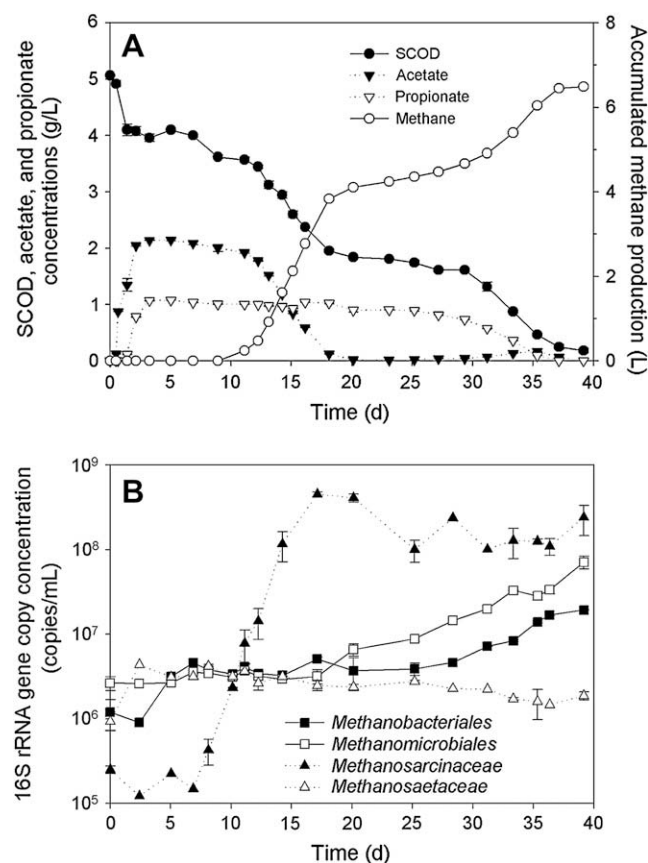 A
SCOD
Acetate
Propionate
Methane
SCOD, acetate, and propionate
concentrations (g/L)
6
5
4
3
2
1
0
Accumulated methane
production (L)
8
6
4
2
0
0 5 10 15 20 25 30 35 40
Time (d)
B
16S rRNA gene copy concentration
(copies/mL)
10⁹
10⁸
10⁷
10⁶
10⁵
Methanobacteriales
Methanomicrobiales
Methanosarcinaceae
Methanosaetaceae
0 5 10 15 20 25 30 35 40
Time (d)